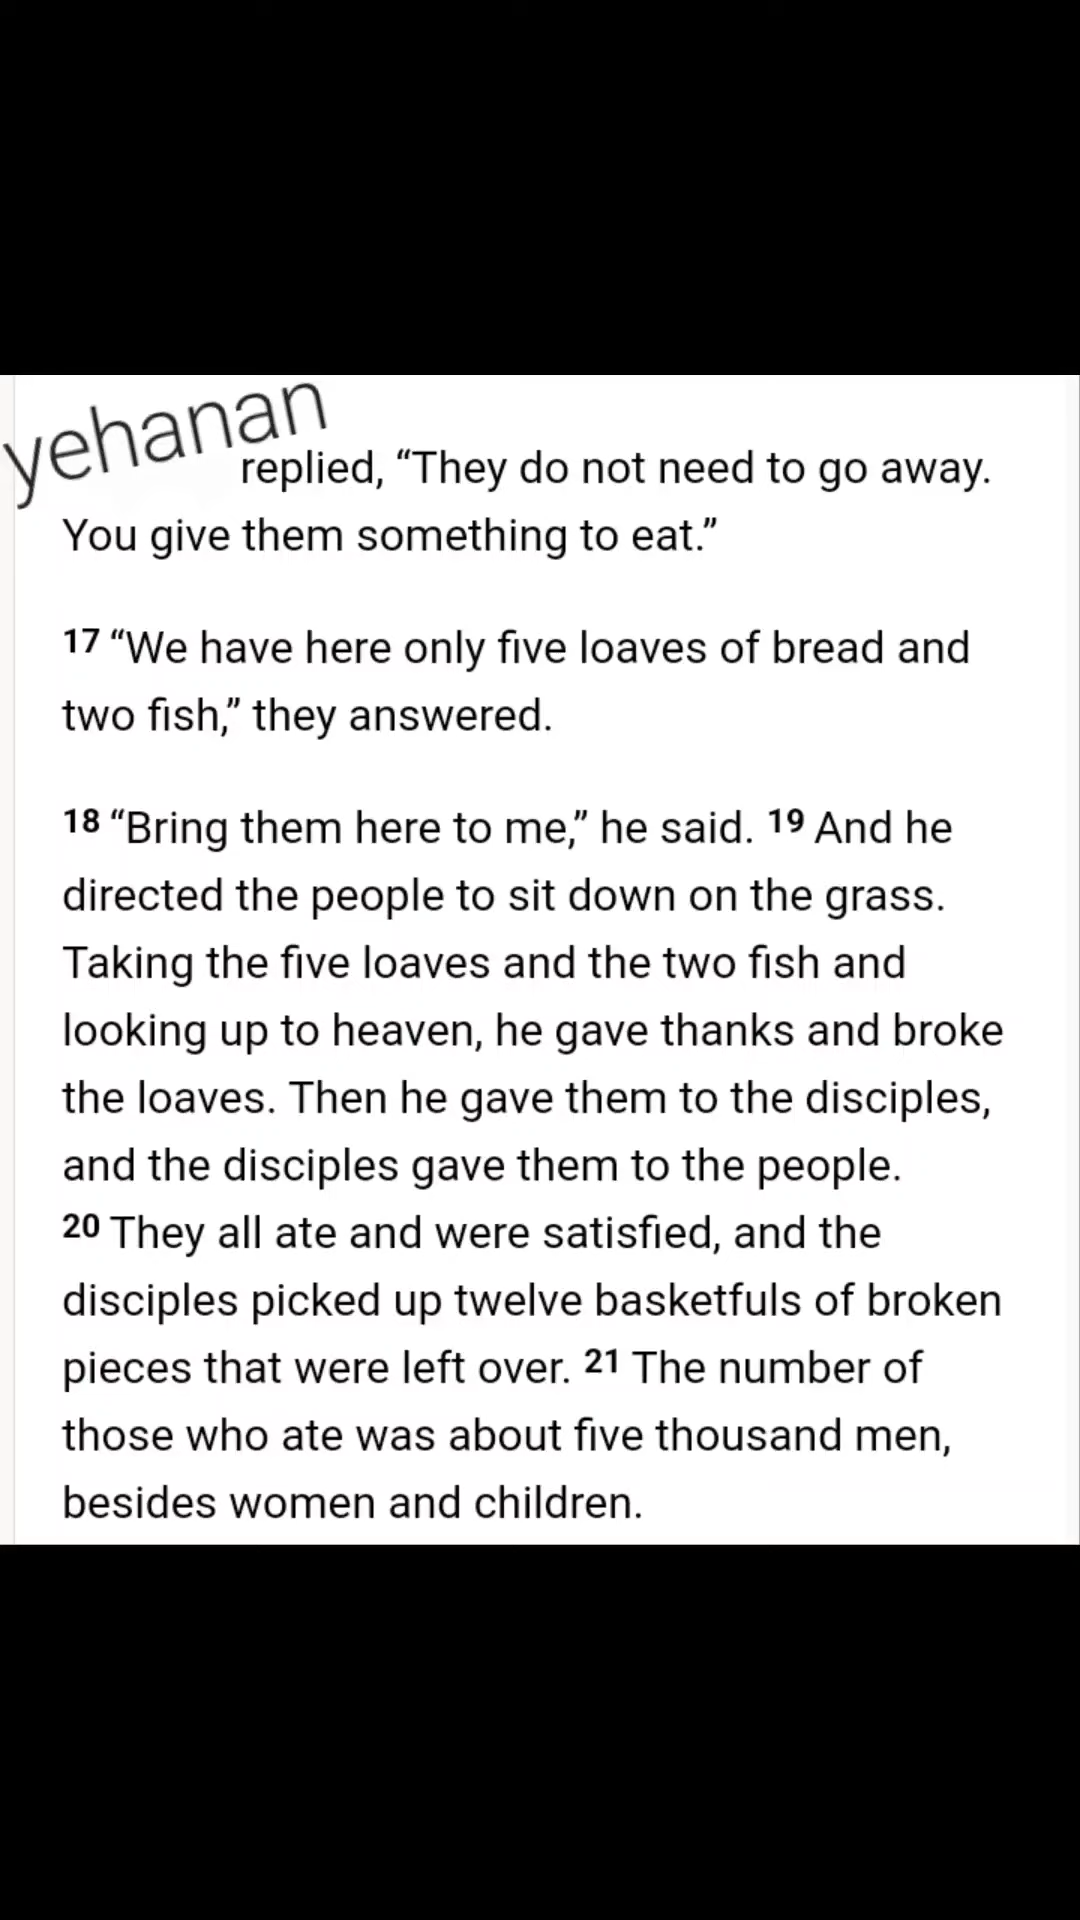 yehanan
replied, “They do not need to go away.
You give them something to eat.”
17 “We have here only five loaves of bread and
two fish,” they answered.
18 “Bring them here to me,” he said. 19 And he
directed the people to sit down on the grass.
Taking the five loaves and the two fish and
looking up to heaven, he gave thanks and broke
the loaves. Then he gave them to the disciples,
and the disciples gave them to the people.
20 They all ate and were satisfied, and the
disciples picked up twelve basketfuls of broken
pieces that were left over. 21 The number of
those who ate was about five thousand men,
besides women and children.